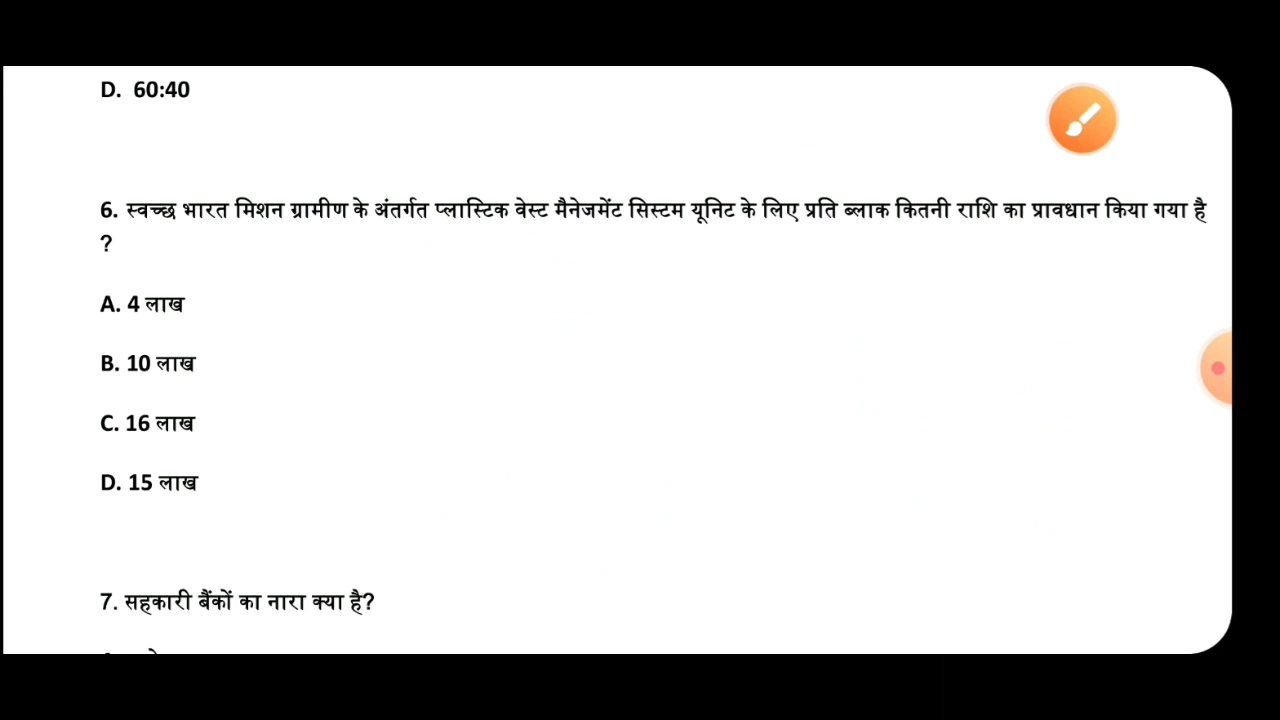 D. 60:40
6. स्वच्छ भारत मिशन ग्रामीण के अंतर्गत प्लास्टिक वेस्ट मैनेजमेंट सिस्टम यूनिट के लिए प्रति ब्लाक कितनी राशि का प्रावधान किया गया है
?
A. 4 लाख
B. 10 लाख
C. 16 लाख
D. 15 लाख
7. सहकारी बैंकों का नारा क्या है?